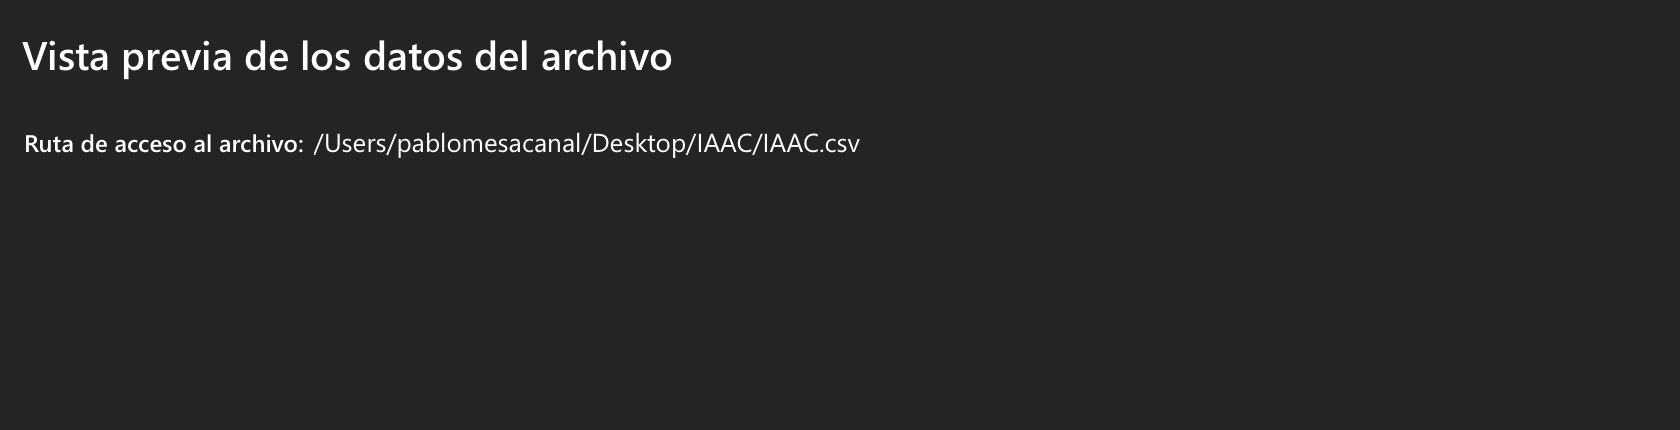 Vista previa de los datos del archivo
Ruta de acceso al archivo: /Users/pablomesacanal/Desktop/IAAC/IAAC.csv